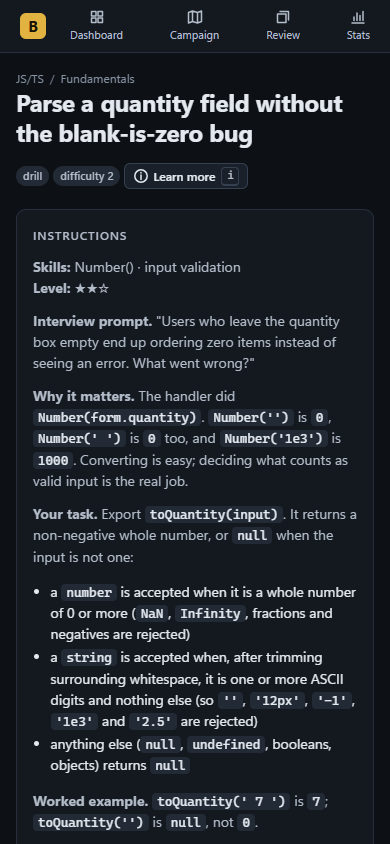 B
Dashboard
Campaign
Review
Stats
JS/TS / Fundamentals
Parse a quantity field without
the blank-is-zero bug
drill
difficulty 2
Learn more i
INSTRUCTIONS
Skills: Number() · input validation
Level: ★★☆
Interview prompt. "Users who leave the quantity
box empty end up ordering zero items instead of
seeing an error. What went wrong?"
Why it matters. The handler did
Number(form.quantity). Number('') is 0,
Number(' ') is 0 too, and Number('1e3') is
1000. Converting is easy; deciding what counts as
valid input is the real job.
Your task. Export toQuantity(input). It returns a
non-negative whole number, or null when the
input is not one:
• a number is accepted when it is a whole number
of 0 or more (NaN, Infinity, fractions and
negatives are rejected)
• a string is accepted when, after trimming
surrounding whitespace, it is one or more ASCII
digits and nothing else (so '', '12px', '-1',
'1e3' and '2.5' are rejected)
• anything else (null, undefined, booleans,
objects) returns null
Worked example. toQuantity(' 7 ') is 7;
toQuantity('') is null, not 0.